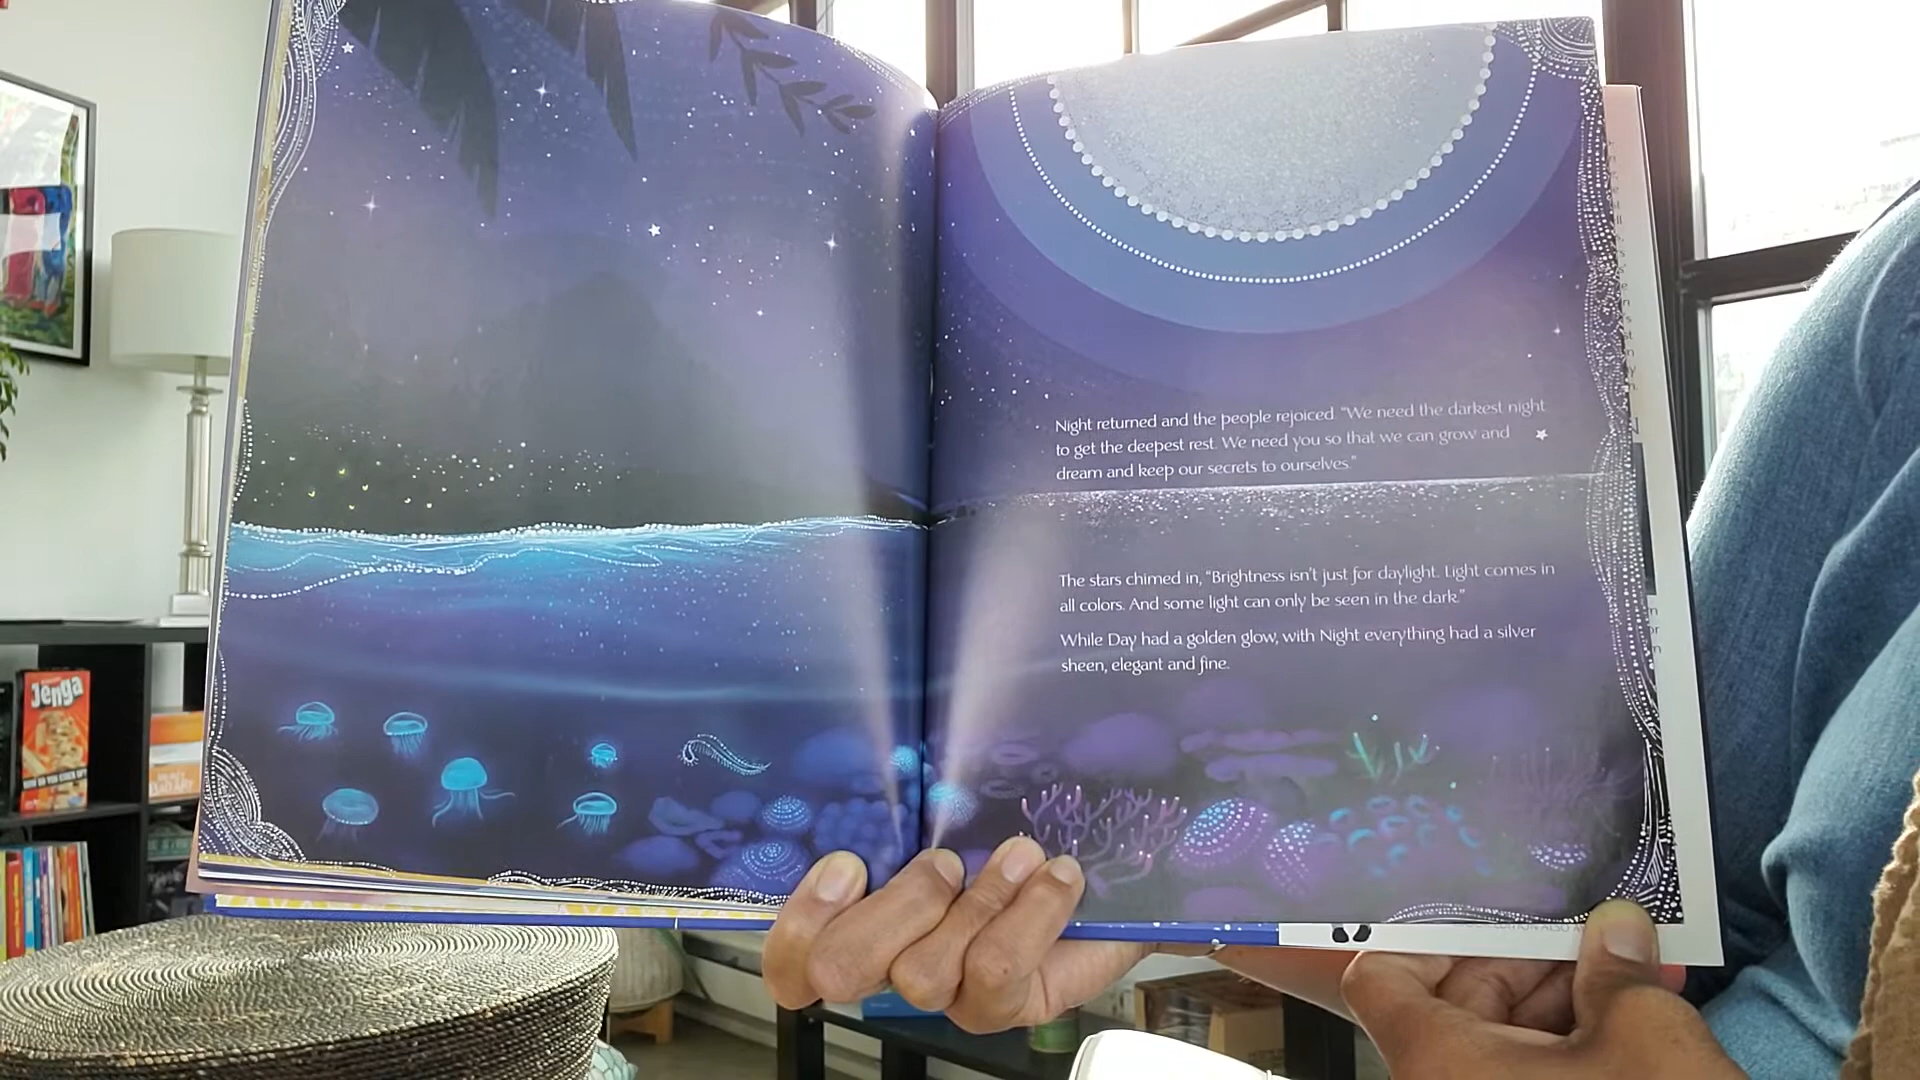 Night returned and the people rejoiced. "We need the darkest night
to get the deepest rest. We need you so that we can grow and
dream and keep our secrets to ourselves."
The stars chimed in, "Brightness isn't just for daylight. Light comes in
all colors. And some light can only be seen in the dark."
While Day had a golden glow, with Night everything had a silver
sheen, elegant and fine.
Jenga